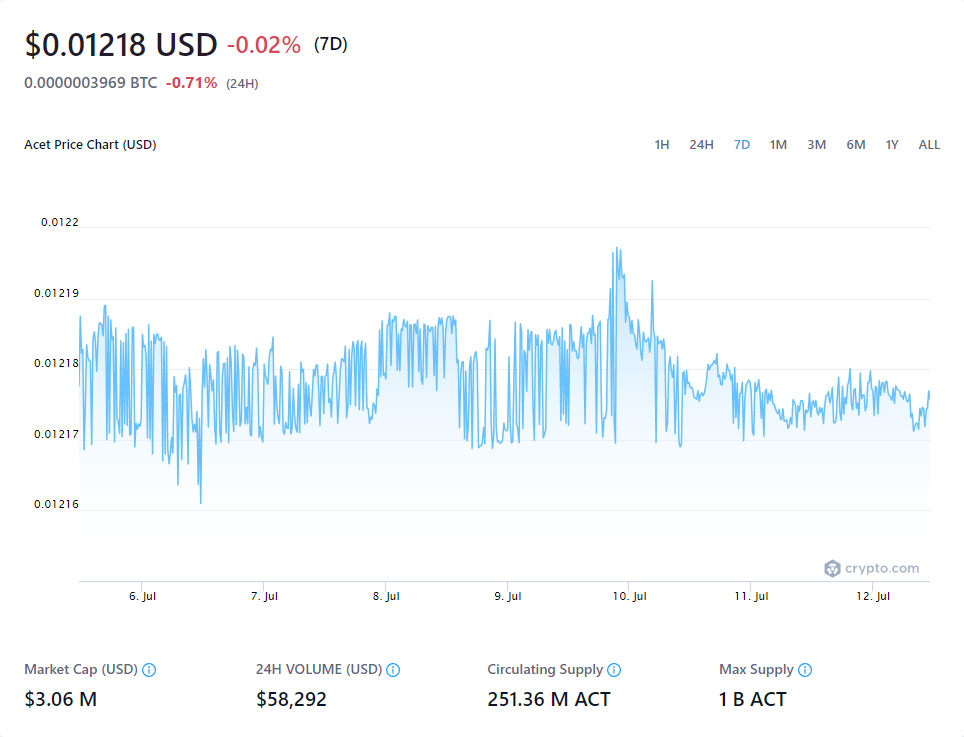 $0.01218 USD -0.02% (7D)
0.0000003969 BTC -0.71% (24H)
Acet Price Chart (USD) 1H 24H 7D 1M 3M 6M 1Y ALL
0.0122
0.01219
0.01218
0.01217
0.01216
crypto.com
6. Jul 7. Jul 8. Jul 9. Jul 10. Jul 11. Jul 12. Jul
Market Cap (USD) 24H VOLUME (USD) Circulating Supply Max Supply
$3.06 M $58,292 251.36 M ACT 1 B ACT